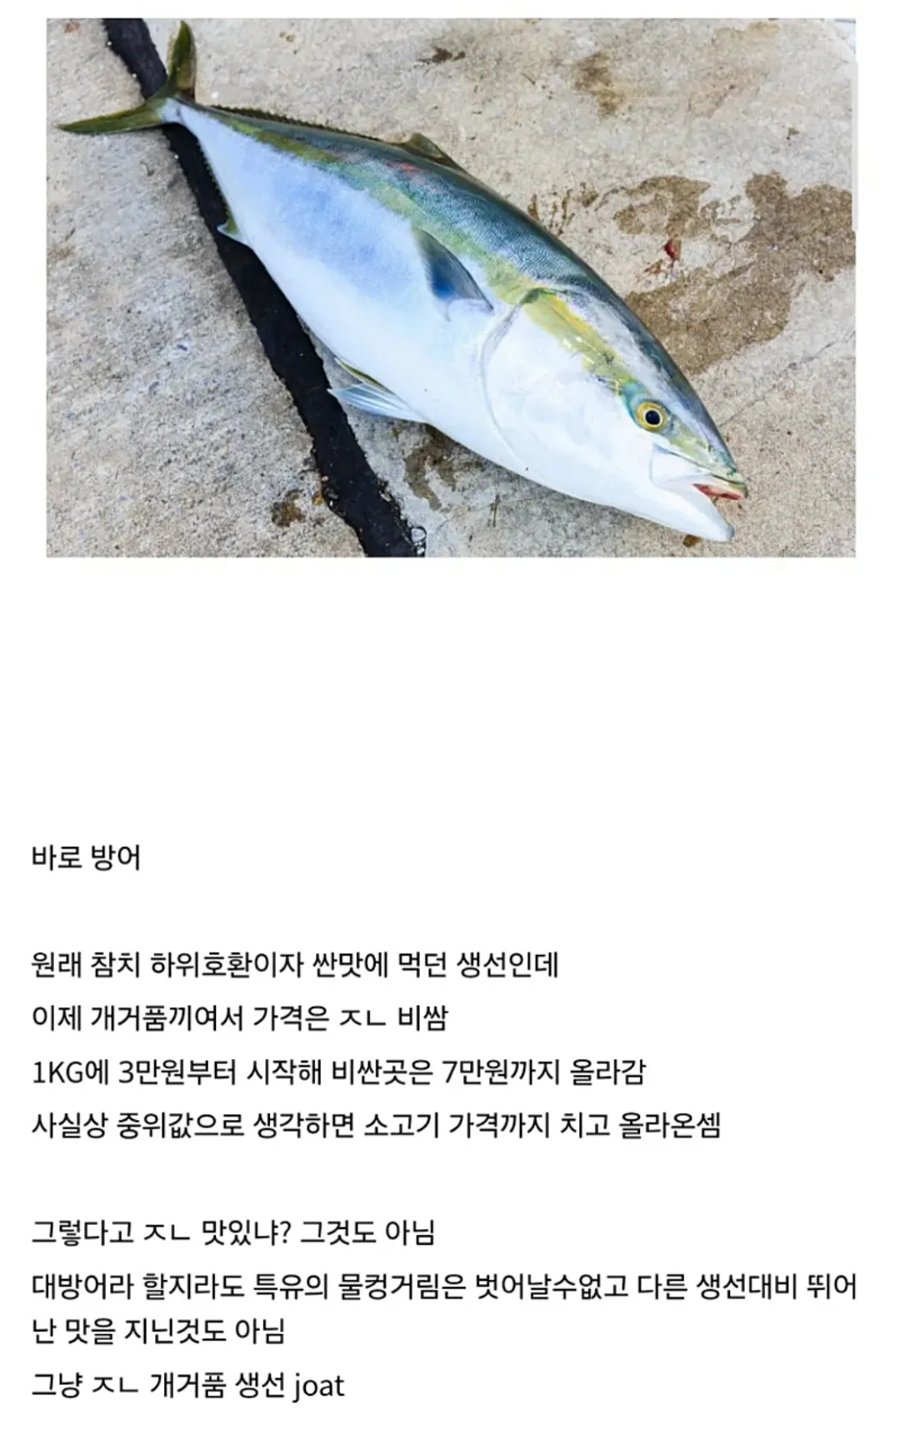 바로 방어
원래 참치 하위호환이자 싼맛에 먹던 생선인데
이제 개거품끼여서 가격은 ㅈㄴ 비쌈
1KG에 3만원부터 시작해 비싼곳은 7만원까지 올라감
사실상 중위값으로 생각하면 소고기 가격까지 치고 올라온셈
그렇다고 ㅈㄴ 맛있냐? 그것도 아님
대방어라 할지라도 특유의 물컹거림은 벗어날수없고 다른 생선대비 뛰어
난 맛을 지닌것도 아님
그냥 ㅈㄴ 개거품 생선 joat